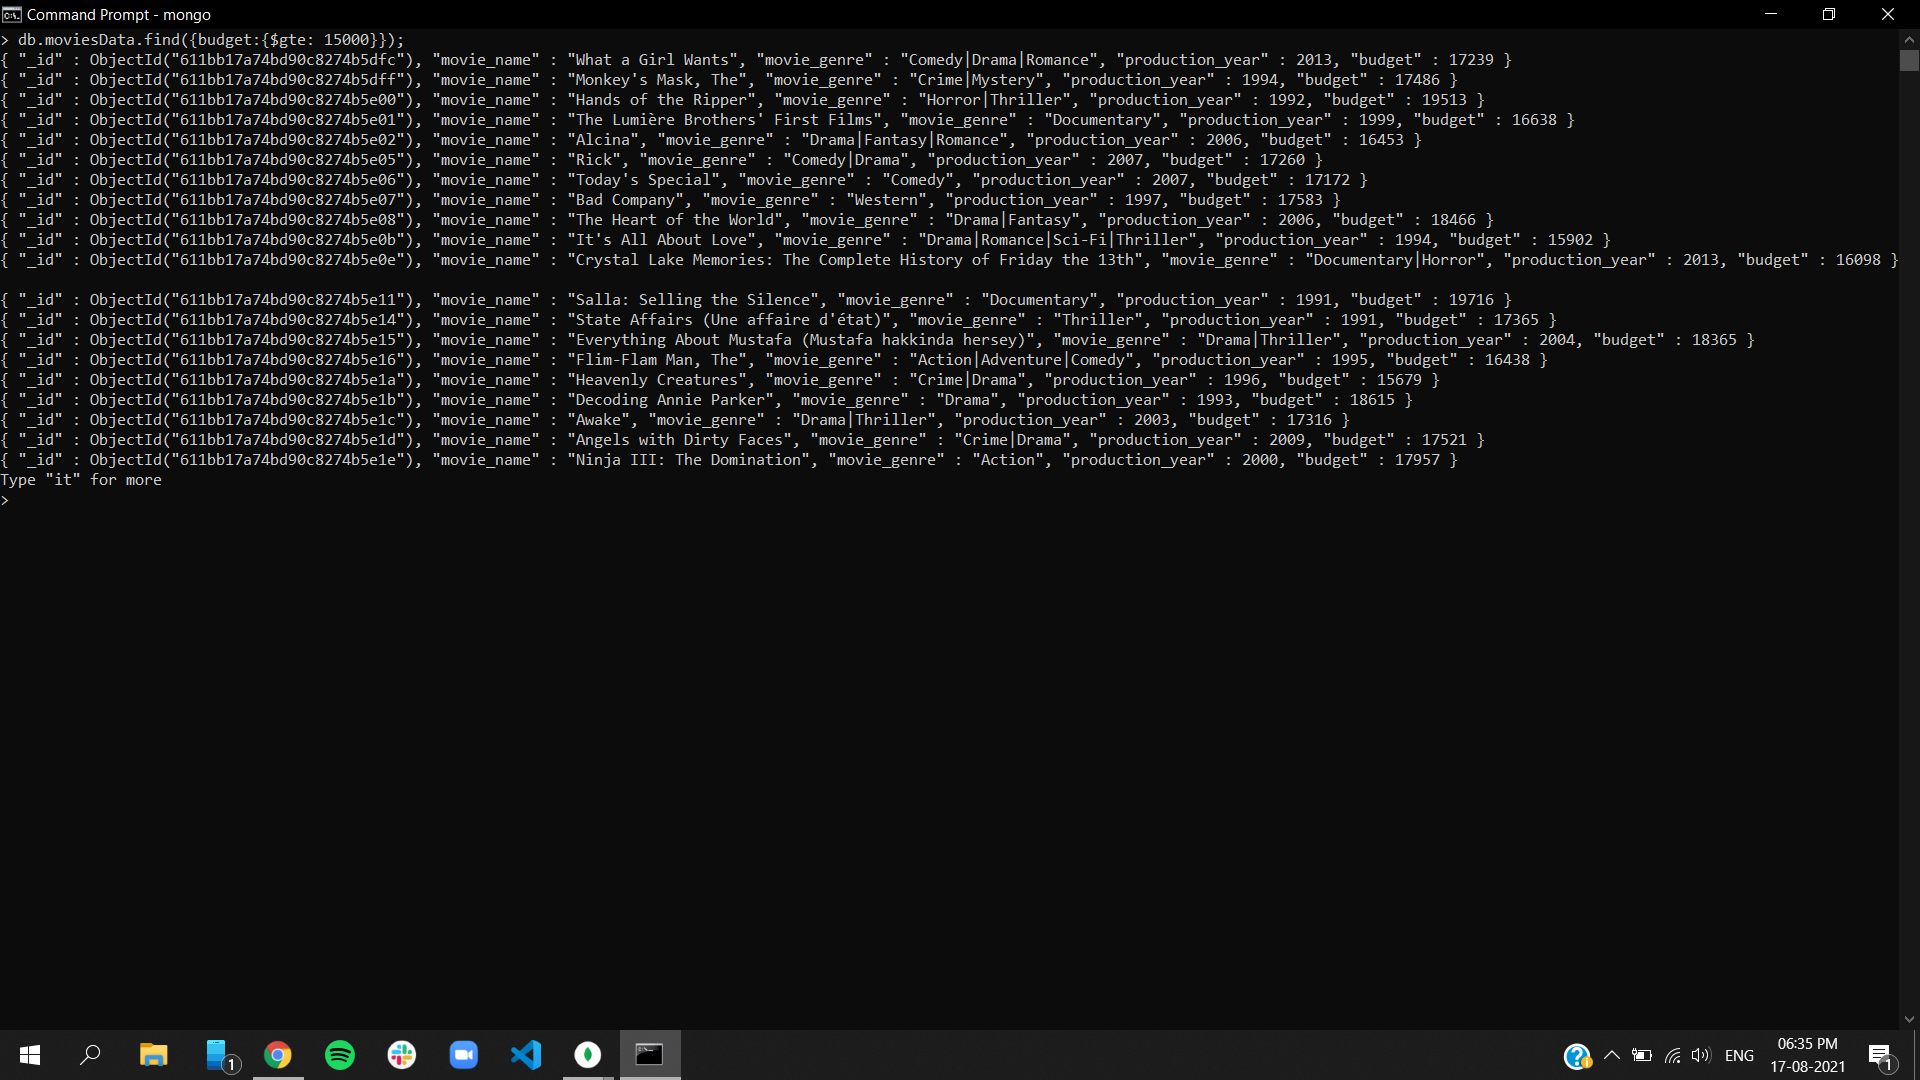 Command Prompt - mongo
> db.moviesData.find({budget:{$gte: 15000}});
{ "_id" : ObjectId("611bb17a74bd90c8274b5dfc"), "movie_name" : "What a Girl Wants", "movie_genre" : "Comedy|Drama|Romance", "production_year" : 2013, "budget" : 17239 }
{ "_id" : ObjectId("611bb17a74bd90c8274b5dff"), "movie_name" : "Monkey's Mask, The", "movie_genre" : "Crime|Mystery", "production_year" : 1994, "budget" : 17486 }
{ "_id" : ObjectId("611bb17a74bd90c8274b5e00"), "movie_name" : "Hands of the Ripper", "movie_genre" : "Horror|Thriller", "production_year" : 1992, "budget" : 19513 }
{ "_id" : ObjectId("611bb17a74bd90c8274b5e01"), "movie_name" : "The Lumière Brothers' First Films", "movie_genre" : "Documentary", "production_year" : 1999, "budget" : 16638 }
{ "_id" : ObjectId("611bb17a74bd90c8274b5e02"), "movie_name" : "Alcina", "movie_genre" : "Drama|Fantasy|Romance", "production_year" : 2006, "budget" : 16453 }
{ "_id" : ObjectId("611bb17a74bd90c8274b5e05"), "movie_name" : "Rick", "movie_genre" : "Comedy|Drama", "production_year" : 2007, "budget" : 17260 }
{ "_id" : ObjectId("611bb17a74bd90c8274b5e06"), "movie_name" : "Today's Special", "movie_genre" : "Comedy", "production_year" : 2007, "budget" : 17172 }
{ "_id" : ObjectId("611bb17a74bd90c8274b5e07"), "movie_name" : "Bad Company", "movie_genre" : "Western", "production_year" : 1997, "budget" : 17583 }
{ "_id" : ObjectId("611bb17a74bd90c8274b5e08"), "movie_name" : "The Heart of the World", "movie_genre" : "Drama|Fantasy", "production_year" : 2006, "budget" : 18466 }
{ "_id" : ObjectId("611bb17a74bd90c8274b5e0b"), "movie_name" : "It's All About Love", "movie_genre" : "Drama|Romance|Sci-Fi|Thriller", "production_year" : 1994, "budget" : 15902 }
{ "_id" : ObjectId("611bb17a74bd90c8274b5e0e"), "movie_name" : "Crystal Lake Memories: The Complete History of Friday the 13th", "movie_genre" : "Documentary|Horror", "production_year" : 2013, "budget" : 16098 }
{ "_id" : ObjectId("611bb17a74bd90c8274b5e11"), "movie_name" : "Salla: Selling the Silence", "movie_genre" : "Documentary", "production_year" : 1991, "budget" : 19716 }
{ "_id" : ObjectId("611bb17a74bd90c8274b5e14"), "movie_name" : "State Affairs (Une affaire d'état)", "movie_genre" : "Thriller", "production_year" : 1991, "budget" : 17365 }
{ "_id" : ObjectId("611bb17a74bd90c8274b5e15"), "movie_name" : "Everything About Mustafa (Mustafa hakkinda hersey)", "movie_genre" : "Drama|Thriller", "production_year" : 2004, "budget" : 18365 }
{ "_id" : ObjectId("611bb17a74bd90c8274b5e16"), "movie_name" : "Flim-Flam Man, The", "movie_genre" : "Action|Adventure|Comedy", "production_year" : 1995, "budget" : 16438 }
{ "_id" : ObjectId("611bb17a74bd90c8274b5e1a"), "movie_name" : "Heavenly Creatures", "movie_genre" : "Crime|Drama", "production_year" : 1996, "budget" : 15679 }
{ "_id" : ObjectId("611bb17a74bd90c8274b5e1b"), "movie_name" : "Decoding Annie Parker", "movie_genre" : "Drama", "production_year" : 1993, "budget" : 18615 }
{ "_id" : ObjectId("611bb17a74bd90c8274b5e1c"), "movie_name" : "Awake", "movie_genre" : "Drama|Thriller", "production_year" : 2003, "budget" : 17316 }
{ "_id" : ObjectId("611bb17a74bd90c8274b5e1d"), "movie_name" : "Angels with Dirty Faces", "movie_genre" : "Crime|Drama", "production_year" : 2009, "budget" : 17521 }
{ "_id" : ObjectId("611bb17a74bd90c8274b5e1e"), "movie_name" : "Ninja III: The Domination", "movie_genre" : "Action", "production_year" : 2000, "budget" : 17957 }
Type "it" for more
>
1
ENG
06:35 PM
17-08-2021
1